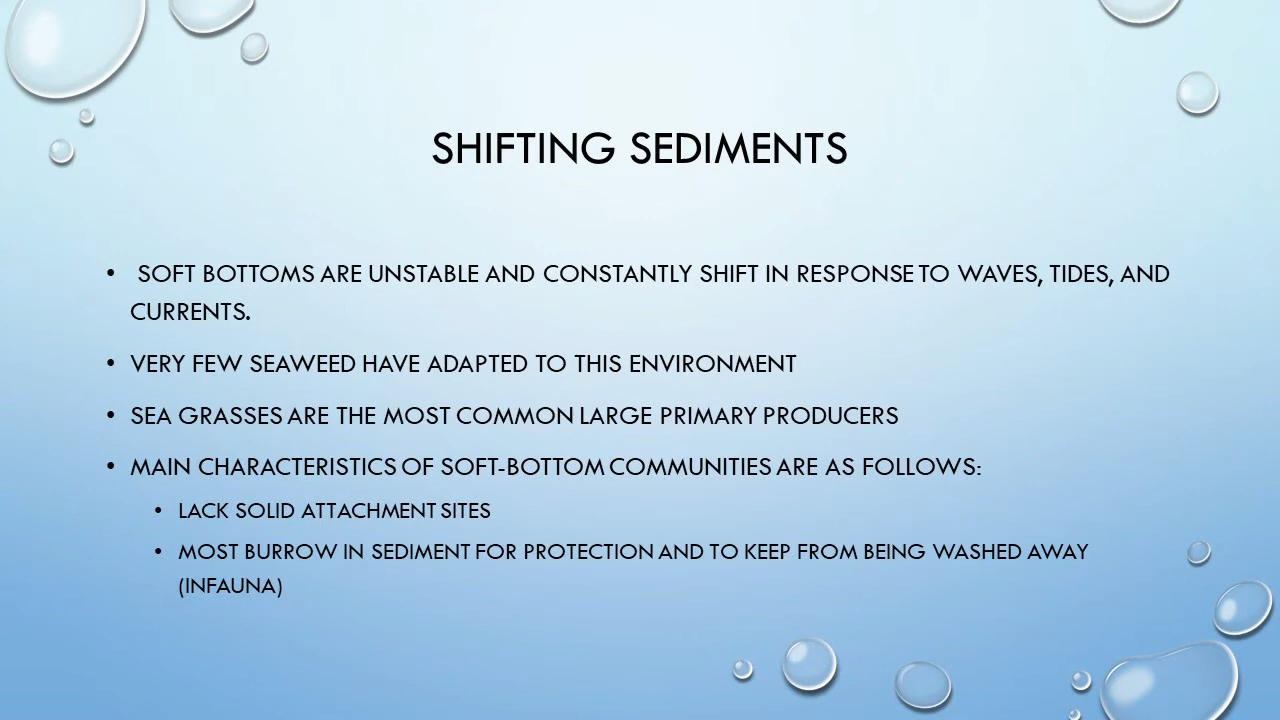 SHIFTING SEDIMENTS
• SOFT BOTTOMS ARE UNSTABLE AND CONSTANTLY SHIFT IN RESPONSE TO WAVES, TIDES, AND
CURRENTS.
• VERY FEW SEAWEED HAVE ADAPTED TO THIS ENVIRONMENT
• SEA GRASSES ARE THE MOST COMMON LARGE PRIMARY PRODUCERS
• MAIN CHARACTERISTICS OF SOFT-BOTTOM COMMUNITIES ARE AS FOLLOWS:
• LACK SOLID ATTACHMENT SITES
• MOST BURROW IN SEDIMENT FOR PROTECTION AND TO KEEP FROM BEING WASHED AWAY
(INFAUNA)